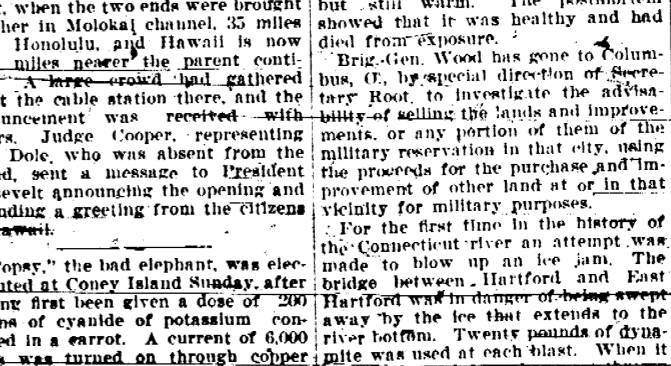 , when the two ends were brought
her in Molokai channel, 35 miles
Honolulu, and Hawaii is now
miles nearer the parent conti-
A large crowd had gathered
t the cable station there, and the
uncement was received with
rs. Judge Cooper, representing
Dole, who was absent from the
d, sent a message to President
sevelt announcing the opening and
nding a greeting from the citizens
awaii.
opsy," the bad elephant, was elec-
uted at Coney Island Sunday, after
ng first been given a dose of 200
ns of cyanide of potassium con-
ed in a carrot. A current of 6,000
s was turned on through copper
but still warm. The postmortem
showed that it was healthy and had
died from exposure.
Brig.-Gen. Wood has gone to Colum-
bus, O., by special direction of Secre-
tary Root, to investigate the advisa-
bility of selling the lands and improve-
ments, or any portion of them of the
military reservation in that city, using
the proceeds for the purchase and im-
provement of other land at or in that
vicinity for military purposes.
For the first time in the history of
the Connecticut river an attempt was
made to blow up an ice jam. The
bridge between Hartford and East
Hartford was in danger of being swept
away by the ice that extends to the
river bottom. Twenty pounds of dyna-
mite was used at each blast. When it